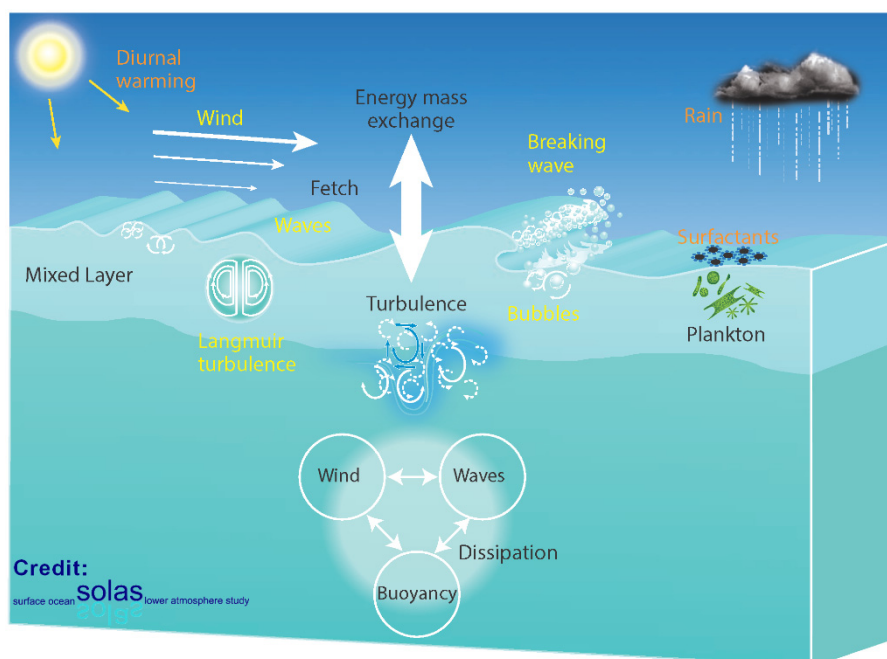 Diurnal
warming
Wind
Energy mass
exchange
Breaking
wave
Rain
Fetch
Waves
Surfactants
Mixed Layer
Turbulence
Bubbles
Plankton
Langmuir
turbulence
Wind
Waves
Dissipation
Buoyancy
Credit:
surface ocean solas lower atmosphere study